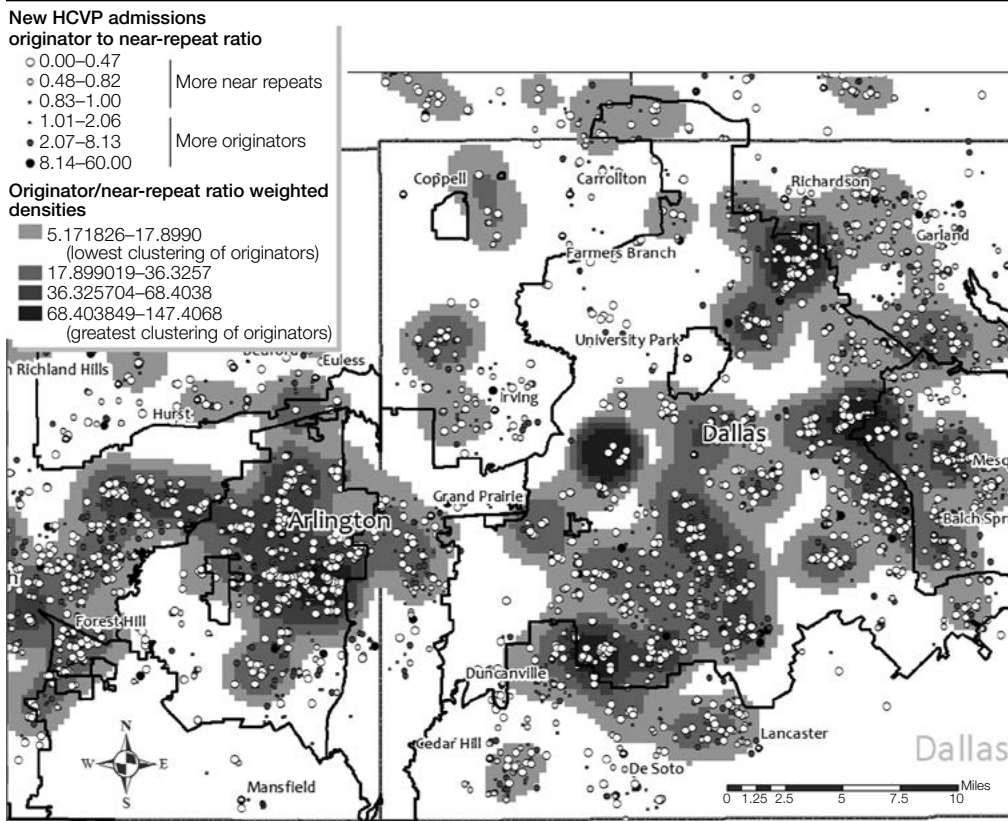 New HCVP admissions
originator to near-repeat ratio
0.00–0.47
0.48–0.82
0.83–1.00
More near repeats
1.01–2.06
2.07–8.13
8.14–60.00
More originators
Originator/near-repeat ratio weighted
densities
5.171826–17.8990
(lowest clustering of originators)
17.899019–36.3257
36.325704–68.4038
68.403849–147.4068
(greatest clustering of originators)
Coppell
Carrollton
Richardson
Garland
Farmers Branch
University Park
Euless
Richland Hills
Hurst
Irving
Dallas
Mesq
Grand Prairie
Arlington
Balch Spr
Forest Hill
Duncanville
Cedar Hill
Lancaster
De Soto
Mansfield
Dallas
N
W
E
S
Miles
0 1.25 2.5 5 7.5 10